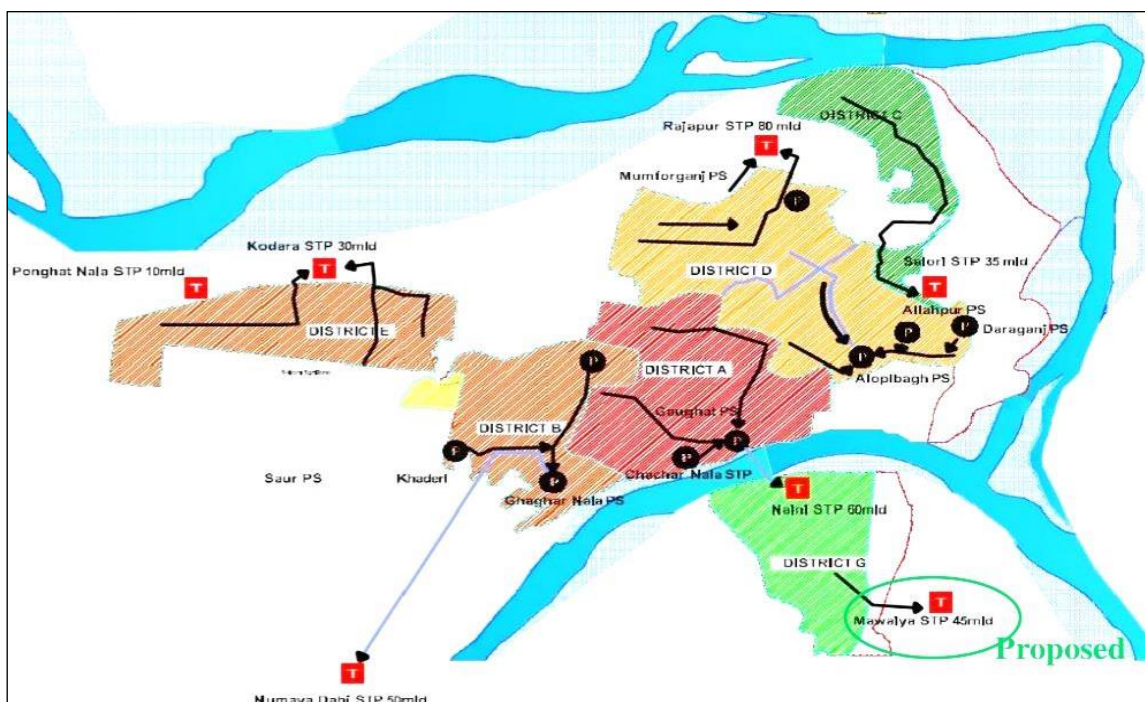 DISTRICT C
Rajapur STP 80 mld
Mumforganj PS
Kodara STP 30mld
Ponghat Nala STP 10mld
DISTRICT D
Salori STP 35 mld
Allahpur PS
Daraganj PS
DISTRICT E
Alopibagh PS
DISTRICT A
Gaughat PS
DISTRICT B
Saur PS
Khaderi
Chachar Nala STP
Ghaghar Nala PS
Naini STP 60mld
DISTRICT G
Mawaiya STP 45mld
Proposed
Numaya Dahi STP 50mld
T
T
T
T
T
T
T
P
P
P
P
P
P
P
P
P